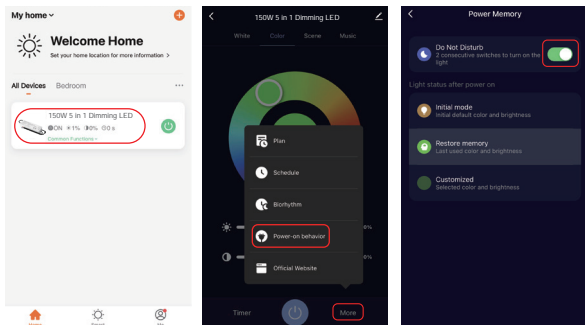 My home
Welcome Home
Set your home location for more information >
All Devices Bedroom
150W 5 in 1 Dimming LED
ON 1% 0% 0 s
Common Functions
Home Smart Me
150W 5 in 1 Dimming LED
White Color Scene Music
Plan
Schedule
Biorhythm
Power-on behavior
Official Website
Timer More
Power Memory
Do Not Disturb
2 consecutive switches to turn on the
light
Light status after power on
Initial mode
Initial default color and brightness
Restore memory
Last used color and brightness
Customized
Selected color and brightness